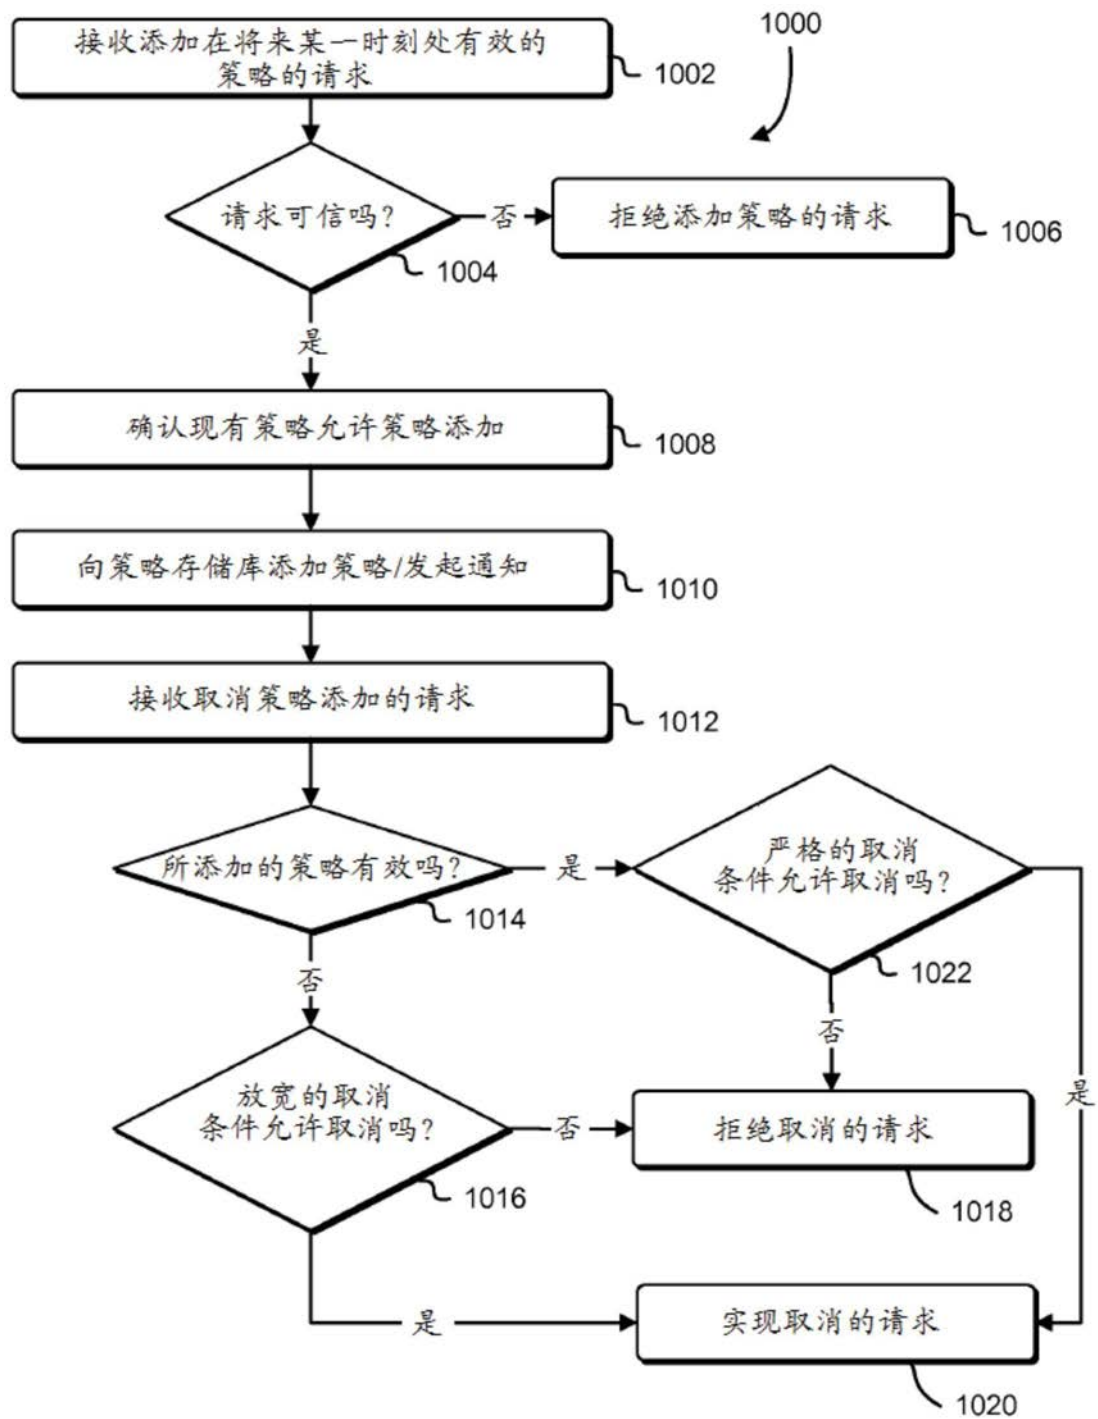 1000
接收添加在将来某一时刻处有效的
策略的请求
1002
请求可信吗?
1004
否
拒绝添加策略的请求
1006
是
确认现有策略允许策略添加
1008
向策略存储库添加策略/发起通知
1010
接收取消策略添加的请求
1012
所添加的策略有效吗?
1014
是
严格的取消
条件允许取消吗?
1022
否
否
是
放宽的取消
条件允许取消吗?
1016
否
拒绝取消的请求
1018
是
实现取消的请求
1020